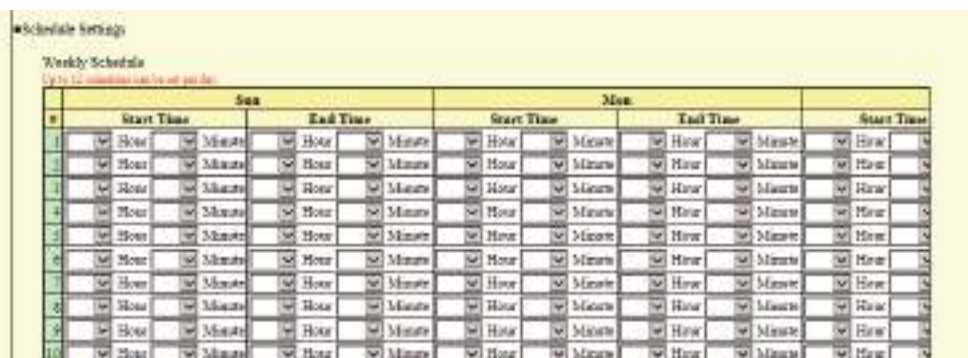 ■Schedule Settings
Weekly Schedule
Up to 12 schedules can be set per day.
Sun Mon
# Start Time End Time Start Time End Time Start Time
1 Hour Minute Hour Minute Hour Minute Hour Minute Hour
2 Hour Minute Hour Minute Hour Minute Hour Minute Hour
3 Hour Minute Hour Minute Hour Minute Hour Minute Hour
4 Hour Minute Hour Minute Hour Minute Hour Minute Hour
5 Hour Minute Hour Minute Hour Minute Hour Minute Hour
6 Hour Minute Hour Minute Hour Minute Hour Minute Hour
7 Hour Minute Hour Minute Hour Minute Hour Minute Hour
8 Hour Minute Hour Minute Hour Minute Hour Minute Hour
9 Hour Minute Hour Minute Hour Minute Hour Minute Hour
10 Hour Minute Hour Minute Hour Minute Hour Minute Hour